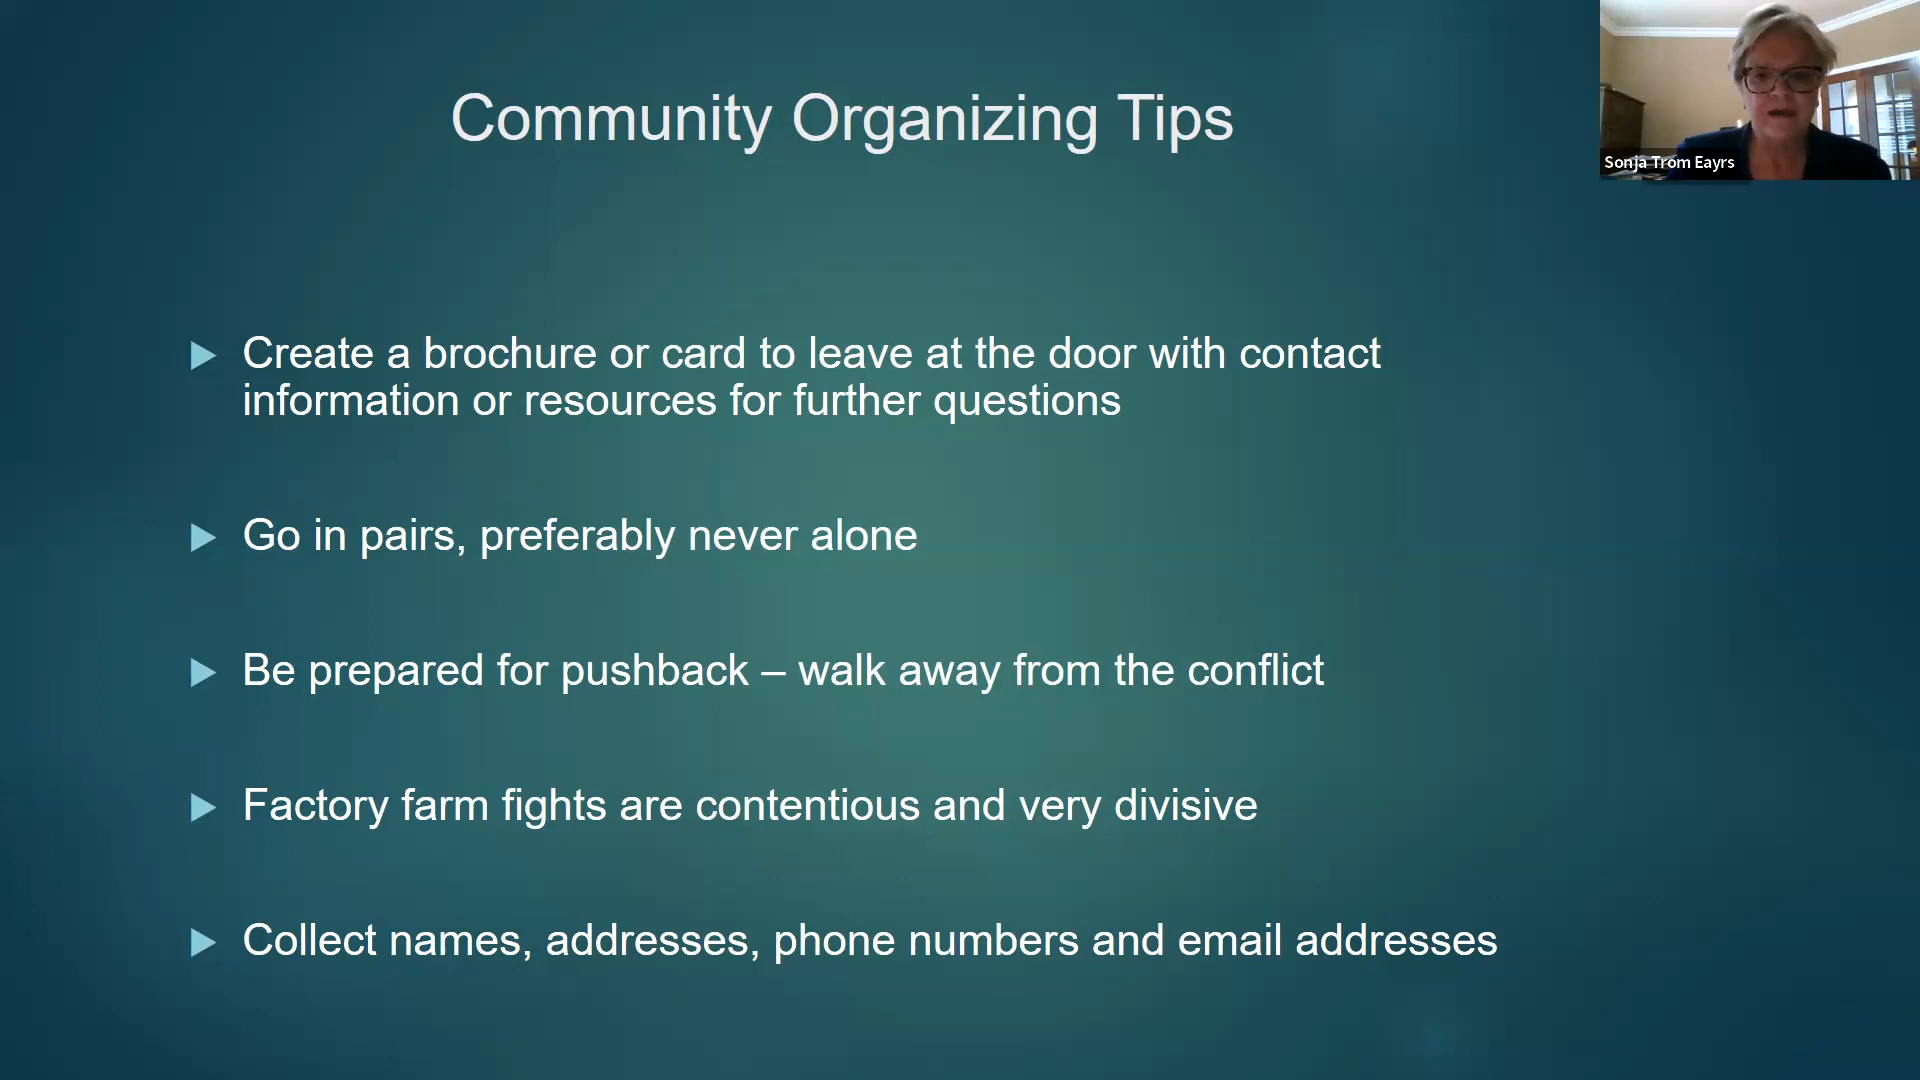 Community Organizing Tips
Sonja Trom Eayrs
Create a brochure or card to leave at the door with contact
information or resources for further questions
Go in pairs, preferably never alone
Be prepared for pushback – walk away from the conflict
Factory farm fights are contentious and very divisive
Collect names, addresses, phone numbers and email addresses